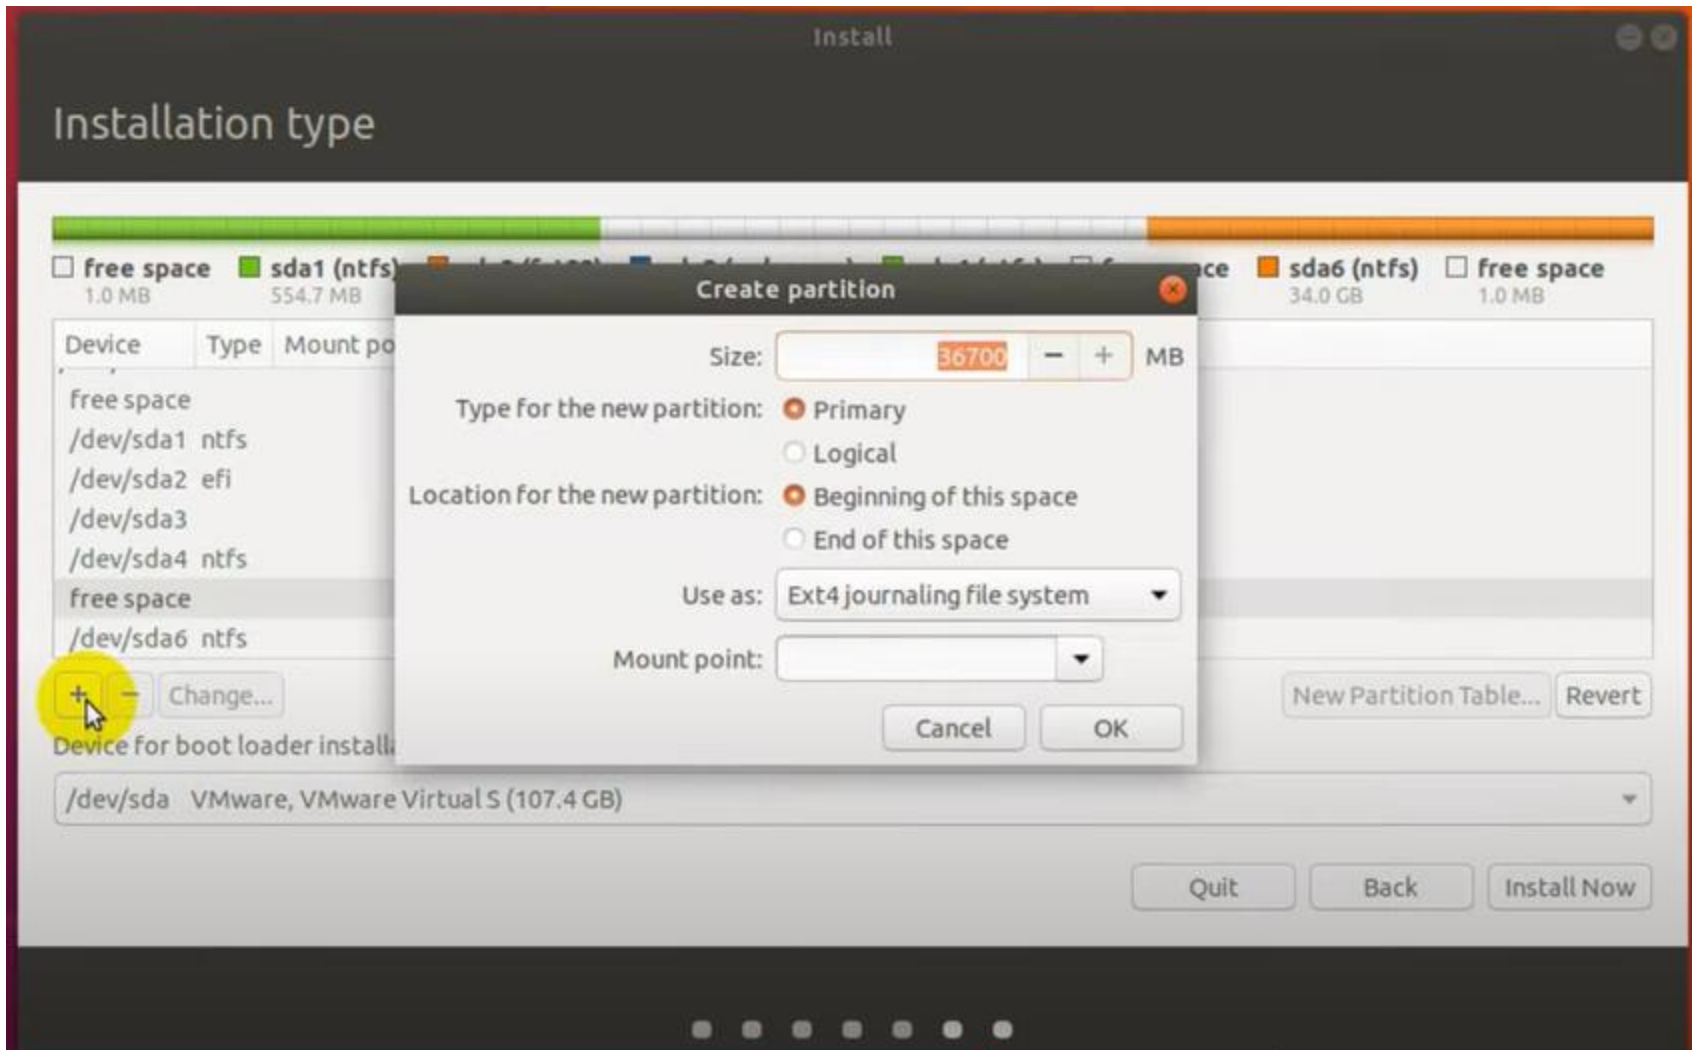 Install
Installation type
free space sda1 (ntfs) ace sda6 (ntfs) free space
1.0 MB 554.7 MB 34.0 GB 1.0 MB
Create partition
Device Type Mount po
Size: 36700 − + MB
free space
Type for the new partition: Primary
/dev/sda1 ntfs
Logical
/dev/sda2 efi
Location for the new partition: Beginning of this space
/dev/sda3
End of this space
/dev/sda4 ntfs
free space
Use as: Ext4 journaling file system
/dev/sda6 ntfs
Mount point:
+ − Change... New Partition Table... Revert
Cancel OK
Device for boot loader installa
/dev/sda VMware, VMware Virtual S (107.4 GB)
Quit Back Install Now